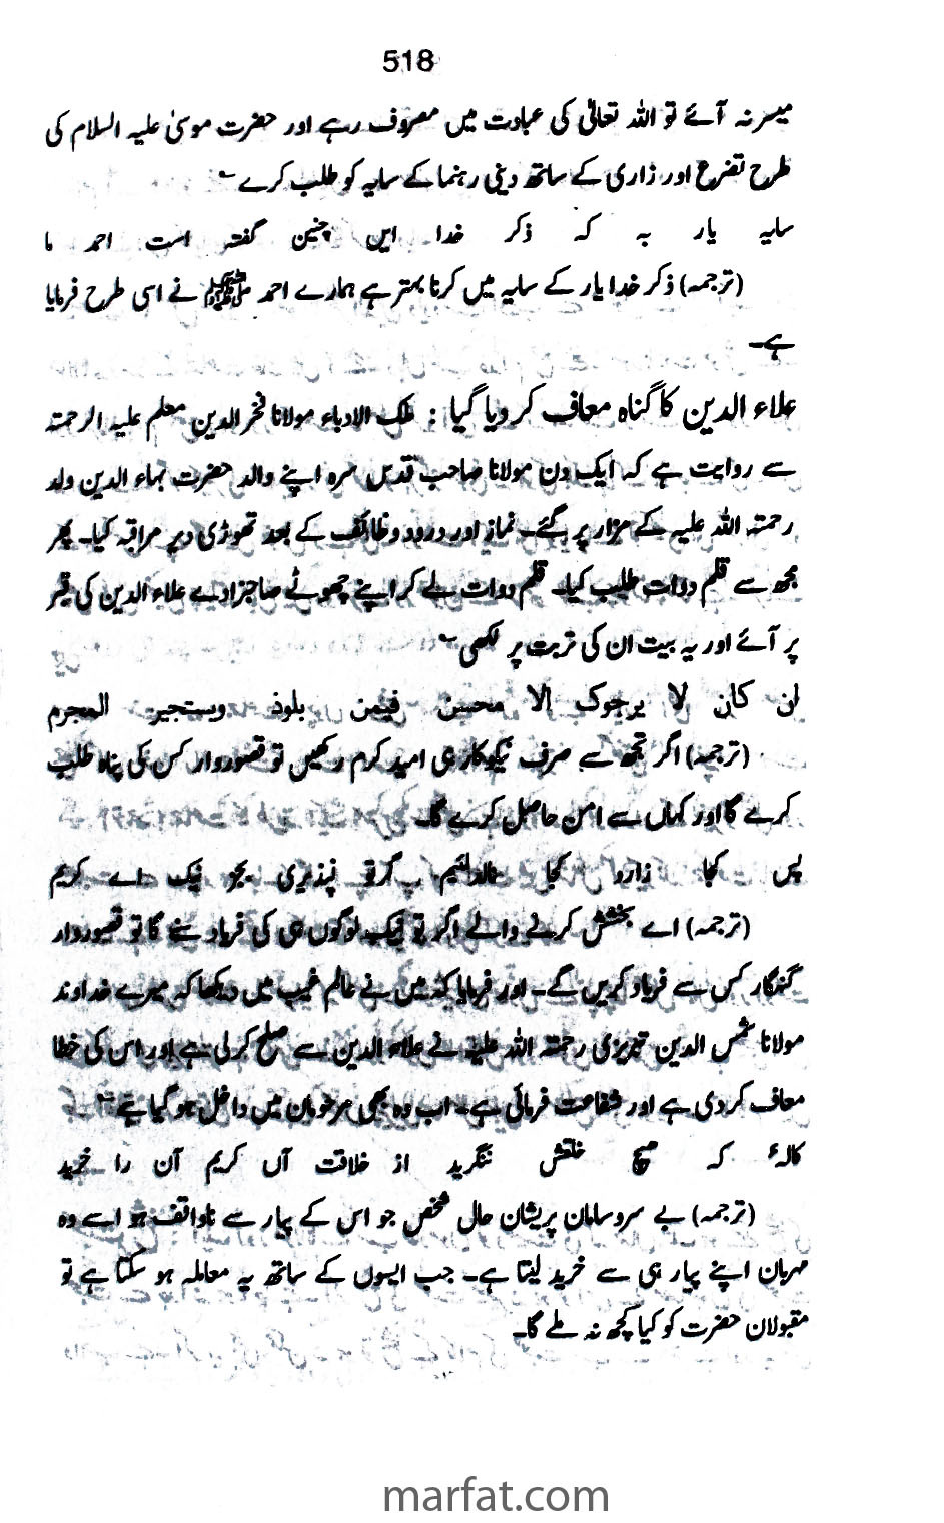 518
میسر نہ آئے تو اللہ تعالیٰ کی عبادت میں مصروف رہے اور حضرت موسیٰ علیہ السلام کی
طرح تضرع اور زاری کے ساتھ دینی رہنما کے سایہ کو طلب کرے ؎
سایہ یار بہ کہ ذکر خدا ایں چنیں گفتہ است احمد ما
(ترجمہ) ذکر خدا یار کے سایہ میں کرنا بہتر ہے ہمارے احمد ﷺ نے اسی طرح فرمایا
ہے۔
علاء الدین کا گناہ معاف کر دیا گیا : ملک الادباء مولانا فخر الدین معلم علیہ الرحمتہ
سے روایت ہے کہ ایک دن مولانا صاحب قدس سرہ اپنے والد حضرت بہاء الدین ولد
رحمتہ اللہ علیہ کے مزار پر گئے۔ نماز اور درود وظائف کے بعد تھوڑی دیر مراقبہ کیا۔ پھر
مجھ سے قلم دوات طلب کیا۔ قلم دوات لے کر اپنے چھوٹے صاجزادے علاء الدین کی قبر
پر آئے اور یہ بیت ان کی تربت پر لکھی ؎
ان کان لا یرجوک الا محسن فیمن یلوذ ویستجیر المجرم
(ترجمہ) اگر تجھ سے صرف نیکوکار ہی امید کرم رکھیں تو قصوروار کس کی پناہ طلب
کرے گا اور کہاں سے امن حاصل کرے گا۔
پس کجا زارد کجا گر تو نپذیری بجز نیک اے کریم
(ترجمہ) اے بخشش کرنے والے اگر تو نیک لوگوں ہی کی فریاد سنے گا تو قصوردار
گنہگار کس سے فریاد کریں گے۔ اور فرمایا کہ میں نے عالم غیب میں دیکھا کہ میرے خداوند
مولانا شمس الدین تبریزی رحمتہ اللہ علیہ نے علاء الدین سے صلح کر لی ہے اور اس کی خطا
معاف کر دی ہے اور شفاعت فرمائی ہے۔ اب وہ بھی مرحومان میں داخل ہو گیا ہے ؎
کالہٴ کہ ہیچ خلقش ننگرید از خلاقت آں کریم آن را خرید
(ترجمہ) بے سروسامان پریشان حال شخص جو اس کے پیار سے ناواقف ہو اسے وہ
مہربان اپنے پیار ہی سے خرید لیتا ہے۔ جب ایسوں کے ساتھ یہ معاملہ ہو سکتا ہے تو
مقبولان حضرت کو کیا کچھ نہ ملے گا۔
marfat.com